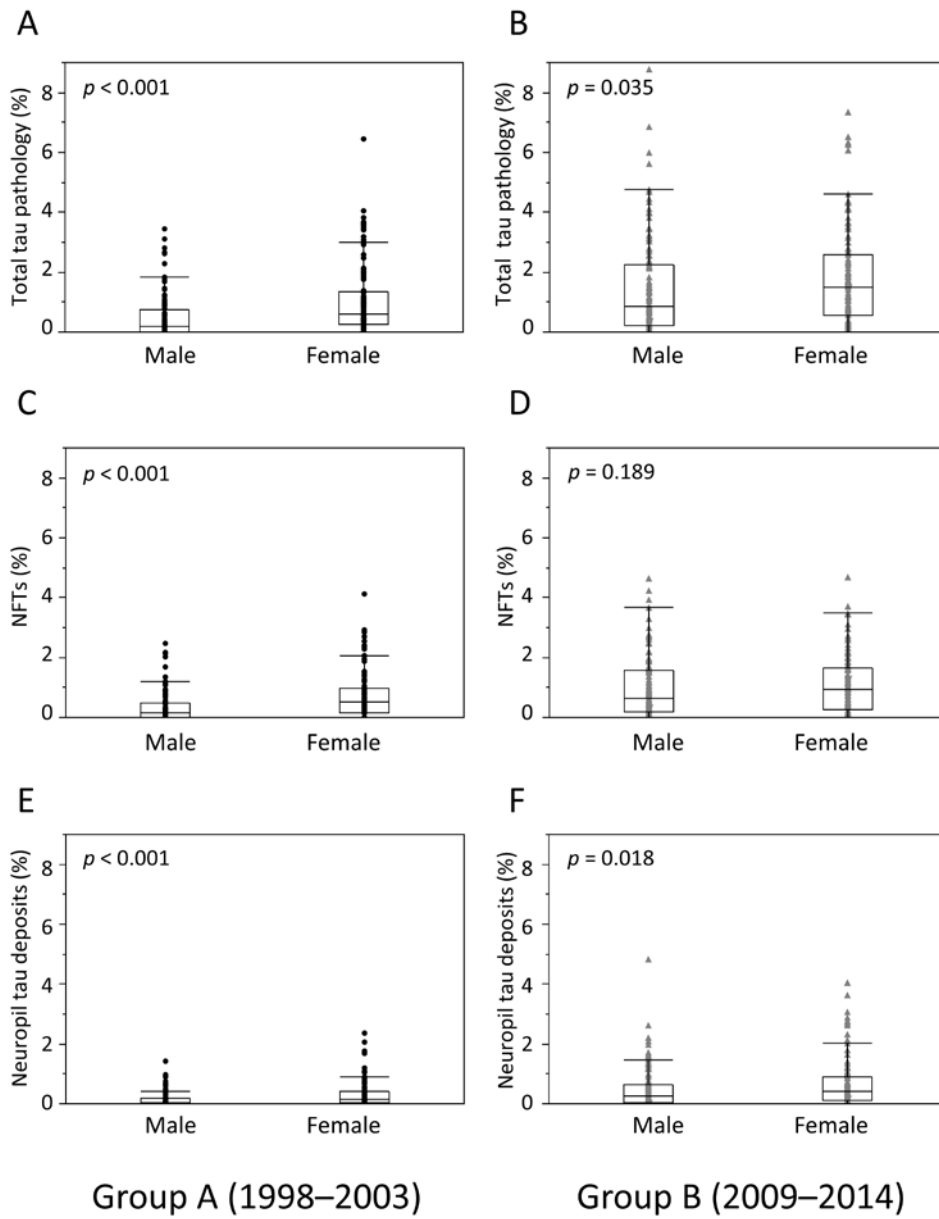 A
Total tau pathology (%)
8
6
4
2
0
p < 0.001
Male Female
B
Total tau pathology (%)
8
6
4
2
0
p = 0.035
Male Female
C
NFTs (%)
8
6
4
2
0
p < 0.001
Male Female
D
NFTs (%)
8
6
4
2
0
p = 0.189
Male Female
E
Neuropil tau deposits (%)
8
6
4
2
0
p < 0.001
Male Female
F
Neuropil tau deposits (%)
8
6
4
2
0
p = 0.018
Male Female
Group A (1998–2003)
Group B (2009–2014)